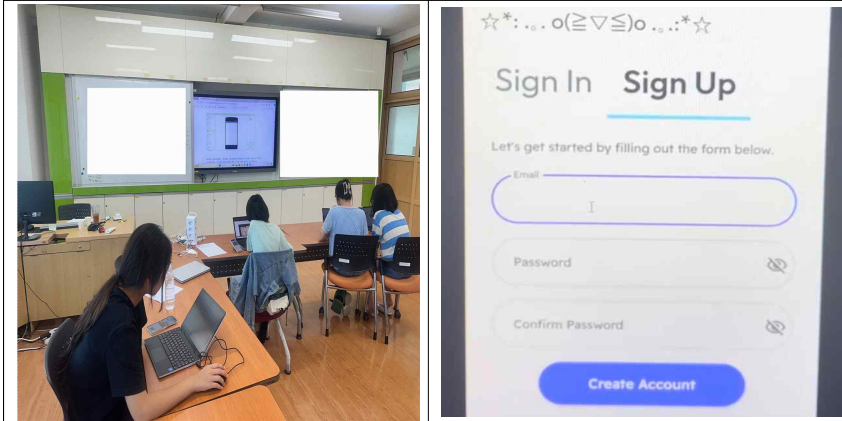 ☆*: .｡. o(≧▽≦)o .｡.:*☆
Sign In Sign Up
Let's get started by filling out the form below.
Email
Password
Confirm Password
Create Account